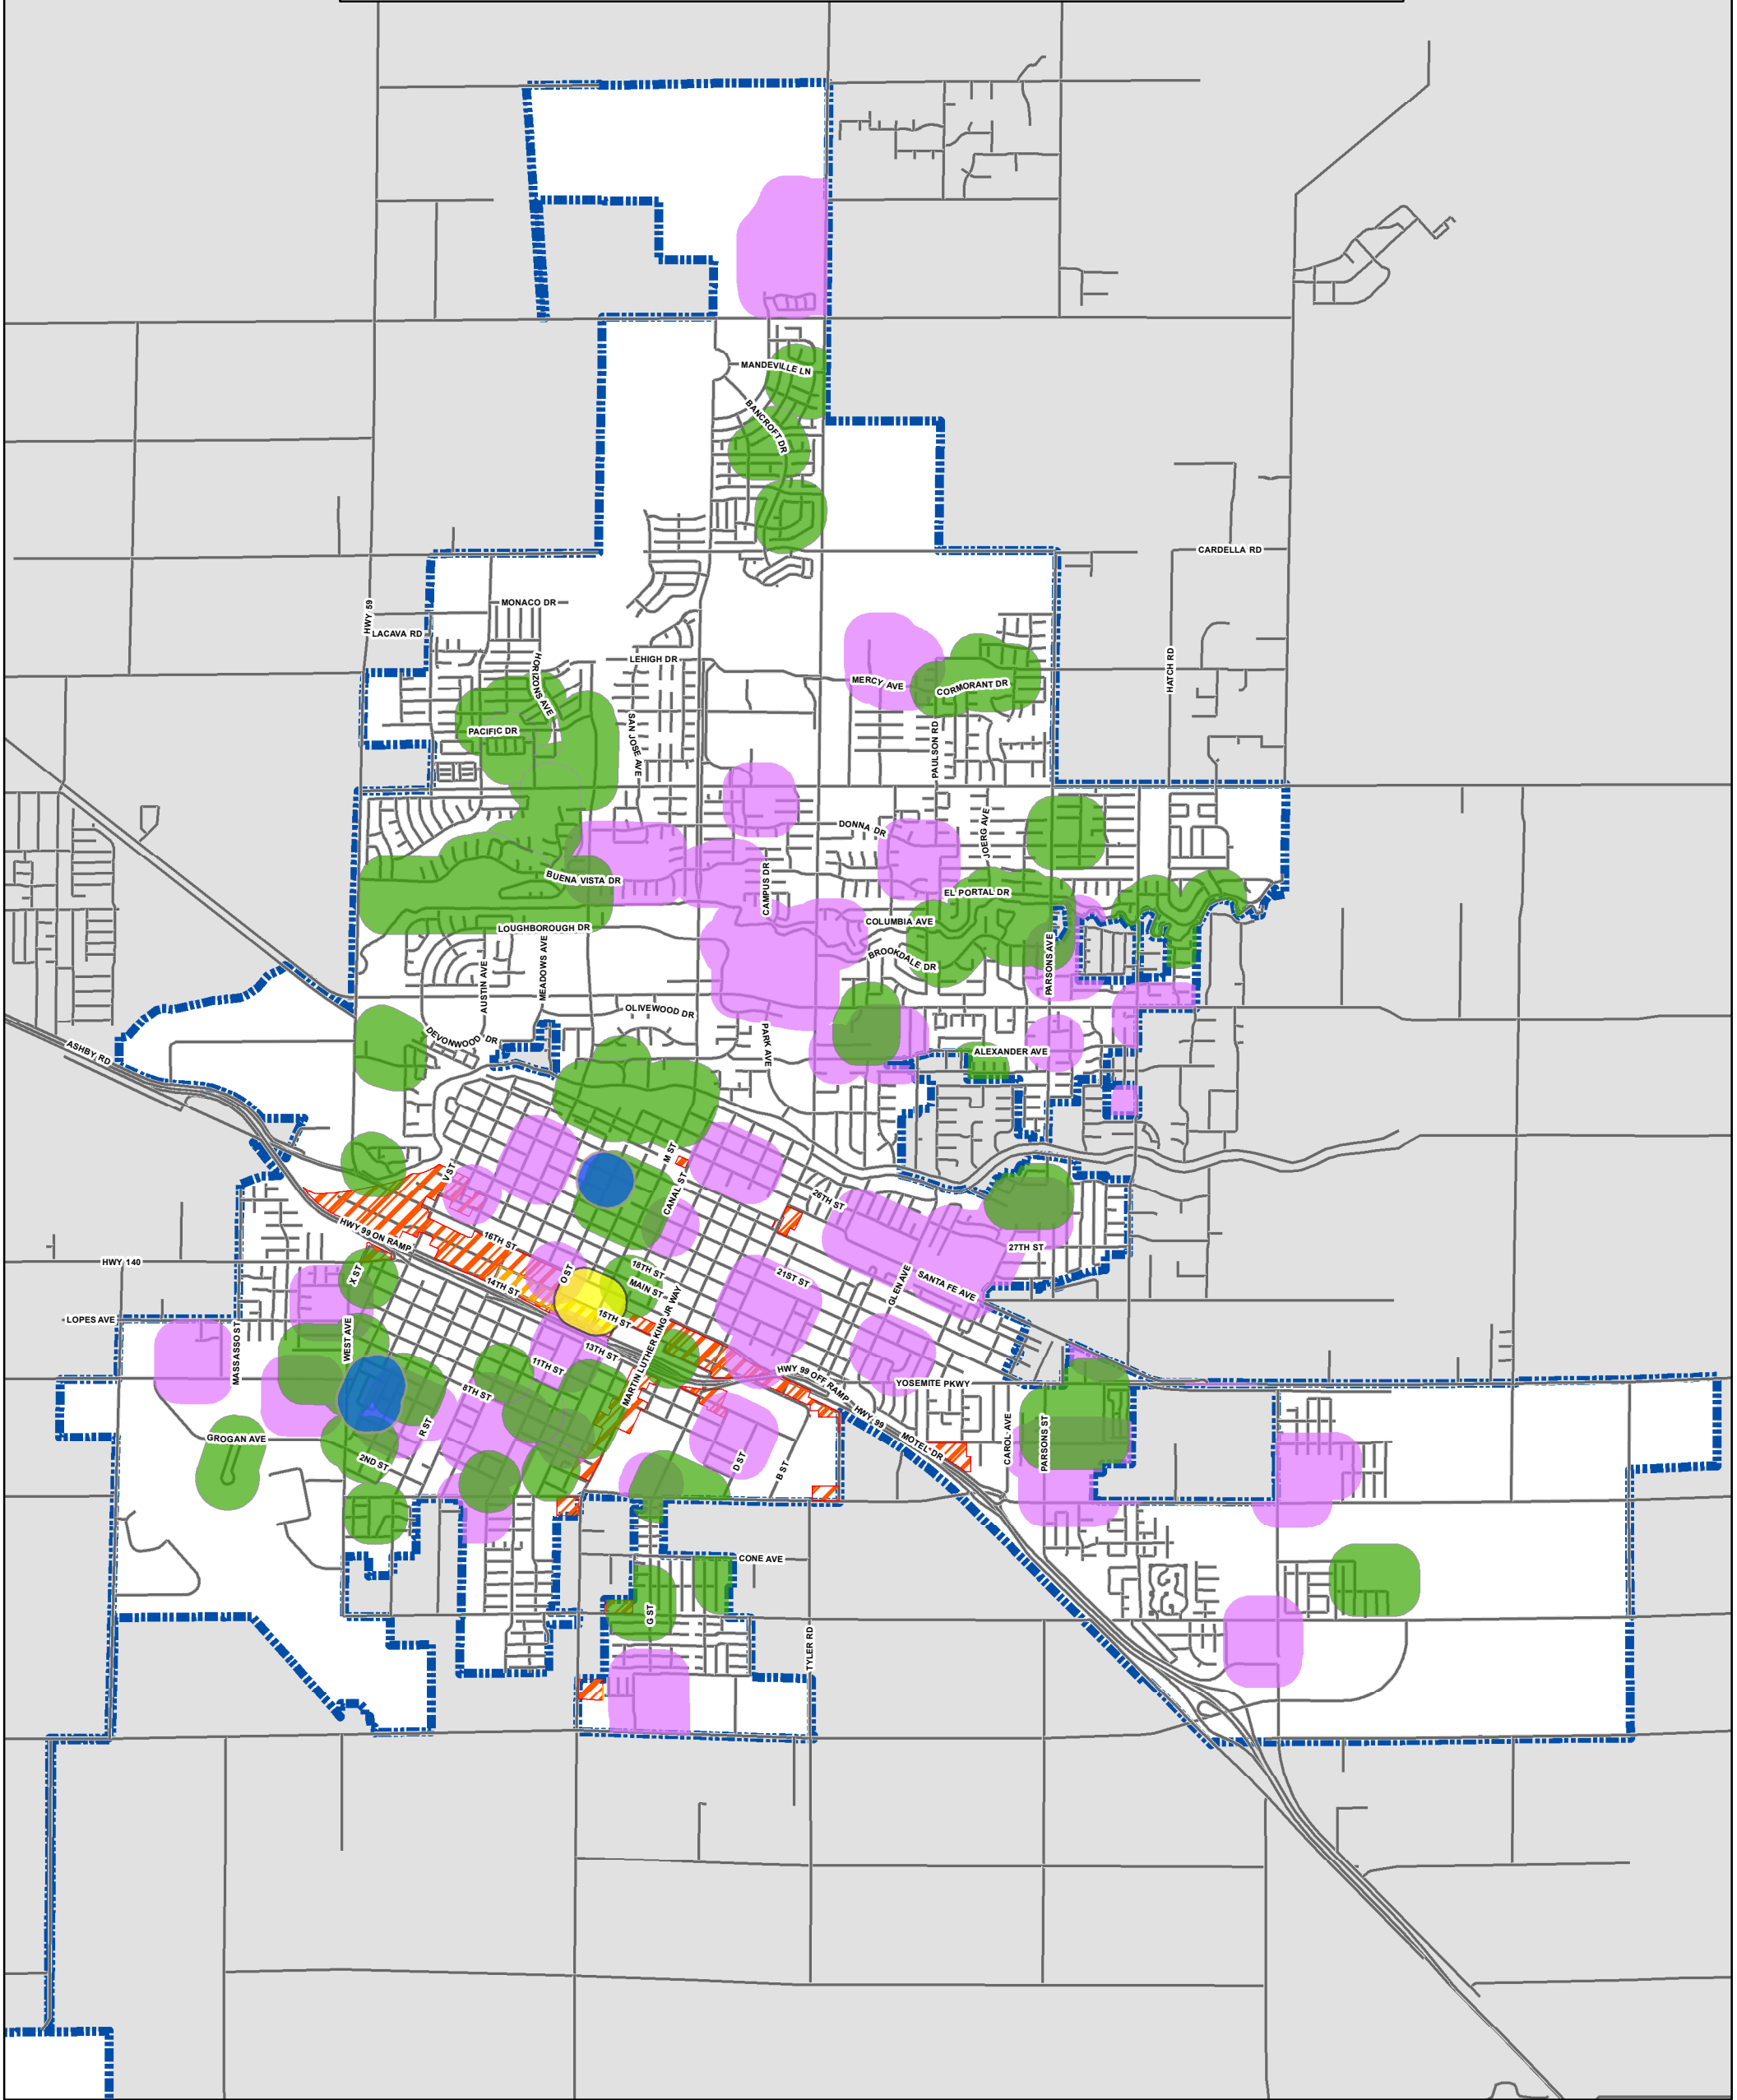 MANDEVILLE LN
BANCROFT DR
CARDELLA RD
MONACO DR
HWY 59
LACAVA RD
LEHIGH DR
HORIZONS AVE
HATCH RD
MERCY AVE
CORMORANT DR
PACIFIC DR
SAN JOSE AVE
PAULSON RD
DONNA DR
JOERG AVE
BUENA VISTA DR
CAMPUS DR
EL PORTAL DR
COLUMBIA AVE
LOUGHBOROUGH DR
BROOKDALE DR
PARSONS AVE
MEADOWS AVE
AUSTIN AVE
OLIVEWOOD DR
DEVONWOOD DR
PARK AVE
ASHBY RD
ALEXANDER AVE
M ST
V ST
CANAL ST
26TH ST
HWY 99 ON RAMP
16TH ST
27TH ST
HWY 140
X ST
O ST
18TH ST
21ST ST
GLEN AVE
SANTA FE AVE
14TH ST
MAIN ST
LOPES AVE
15TH ST
MARTIN LUTHER KING JR WAY
MASSASSO ST
WEST AVE
13TH ST
11TH ST
HWY 99 OFF RAMP
YOSEMITE PKWY
8TH ST
HWY 99
R ST
GROGAN AVE
MOTEL DR
CAROL AVE
PARSONS ST
2ND ST
D ST
B ST
CONE AVE
G ST
TYLER RD